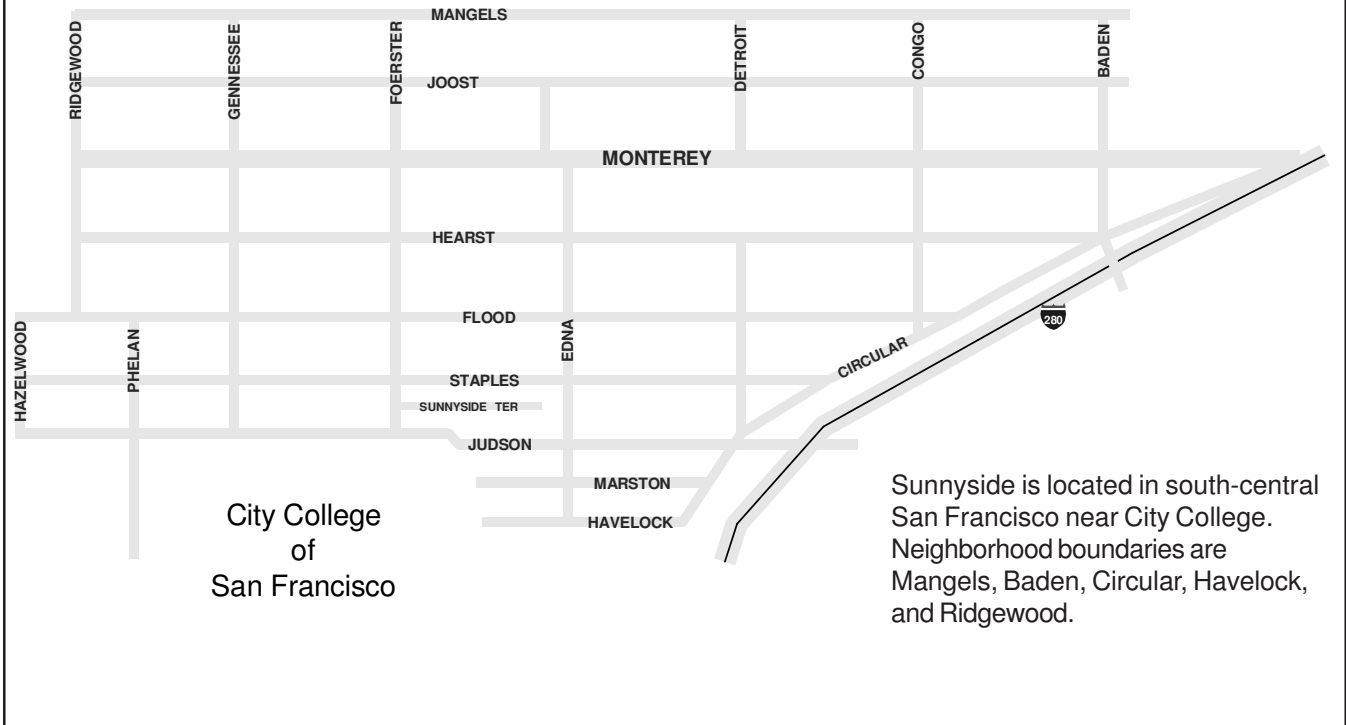 MANGELS
RIDGEWOOD
GENNESSEE
FOERSTER
DETROIT
CONGO
BADEN
JOOST
MONTEREY
HEARST
FLOOD
280
HAZELWOOD
PHELAN
EDNA
CIRCULAR
STAPLES
SUNNYSIDE TER
JUDSON
MARSTON
HAVELOCK
City College
of
San Francisco
Sunnyside is located in south-central
San Francisco near City College.
Neighborhood boundaries are
Mangels, Baden, Circular, Havelock,
and Ridgewood.